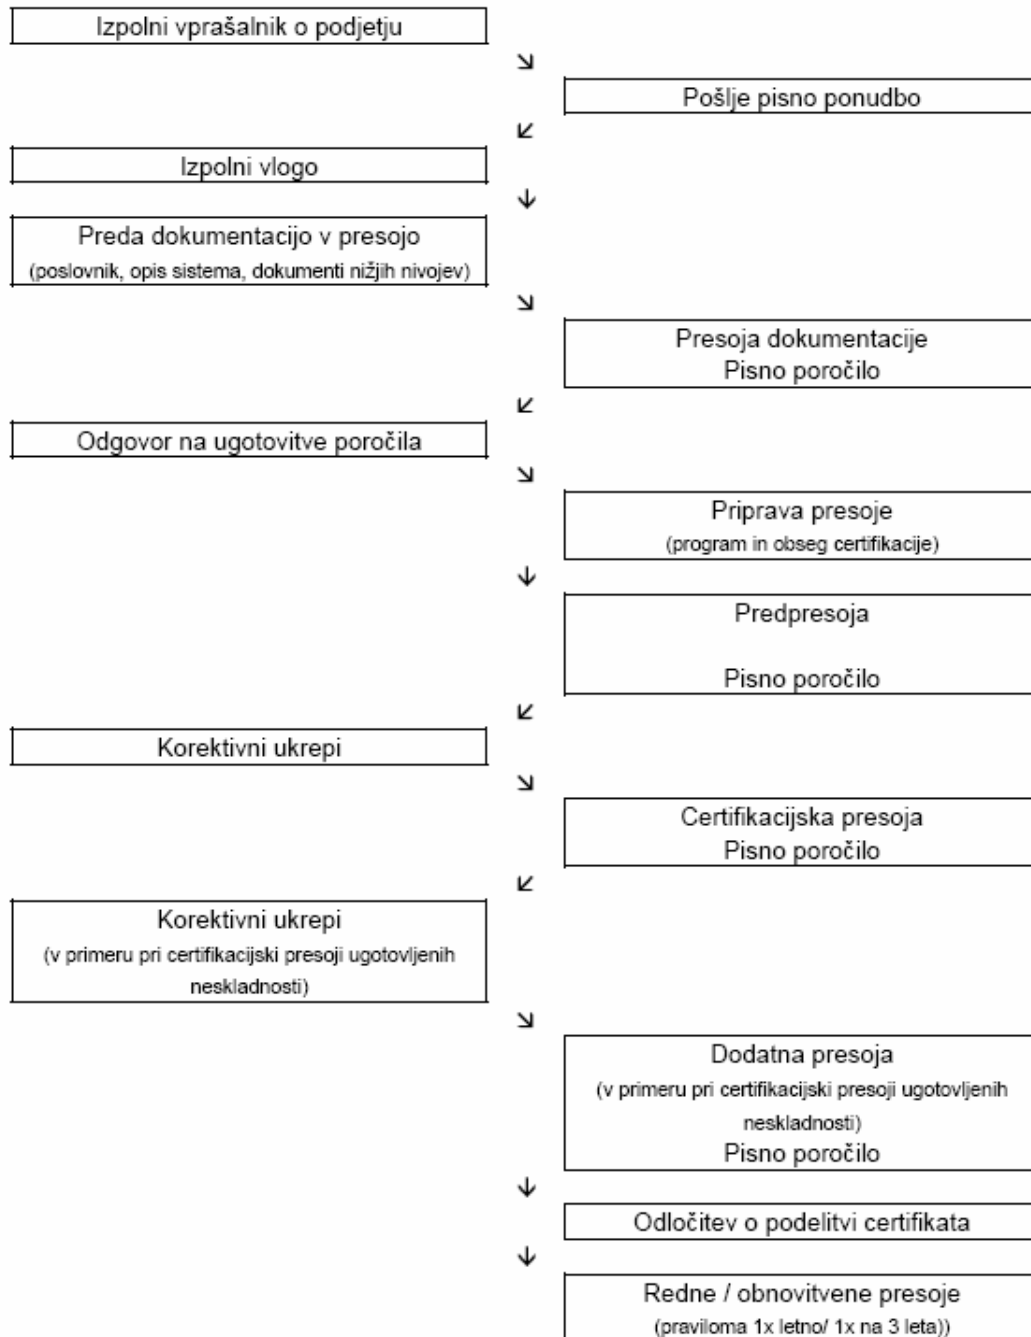 Izpolni vprašalnik o podjetju
Pošlje pisno ponudbo
Izpolni vlogo
Preda dokumentacijo v presojo
(poslovnik, opis sistema, dokumenti nižjih nivojev)
Presoja dokumentacije
Pisno poročilo
Odgovor na ugotovitve poročila
Priprava presoje
(program in obseg certifikacije)
Predpresoja
Pisno poročilo
Korektivni ukrepi
Certifikacijska presoja
Pisno poročilo
Korektivni ukrepi
(v primeru pri certifikacijski presoji ugotovljenih
neskladnosti)
Dodatna presoja
(v primeru pri certifikacijski presoji ugotovljenih
neskladnosti)
Pisno poročilo
Odločitev o podelitvi certifikata
Redne / obnovitvene presoje
(praviloma 1x letno/ 1x na 3 leta))